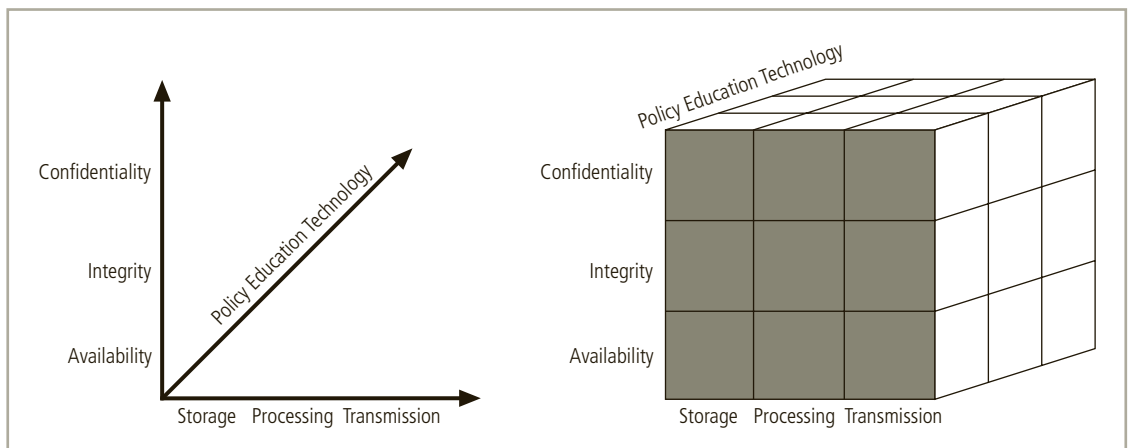 Confidentiality
Integrity
Availability
Policy Education Technology
Storage Processing Transmission
Policy Education Technology
Confidentiality
Integrity
Availability
Storage Processing Transmission